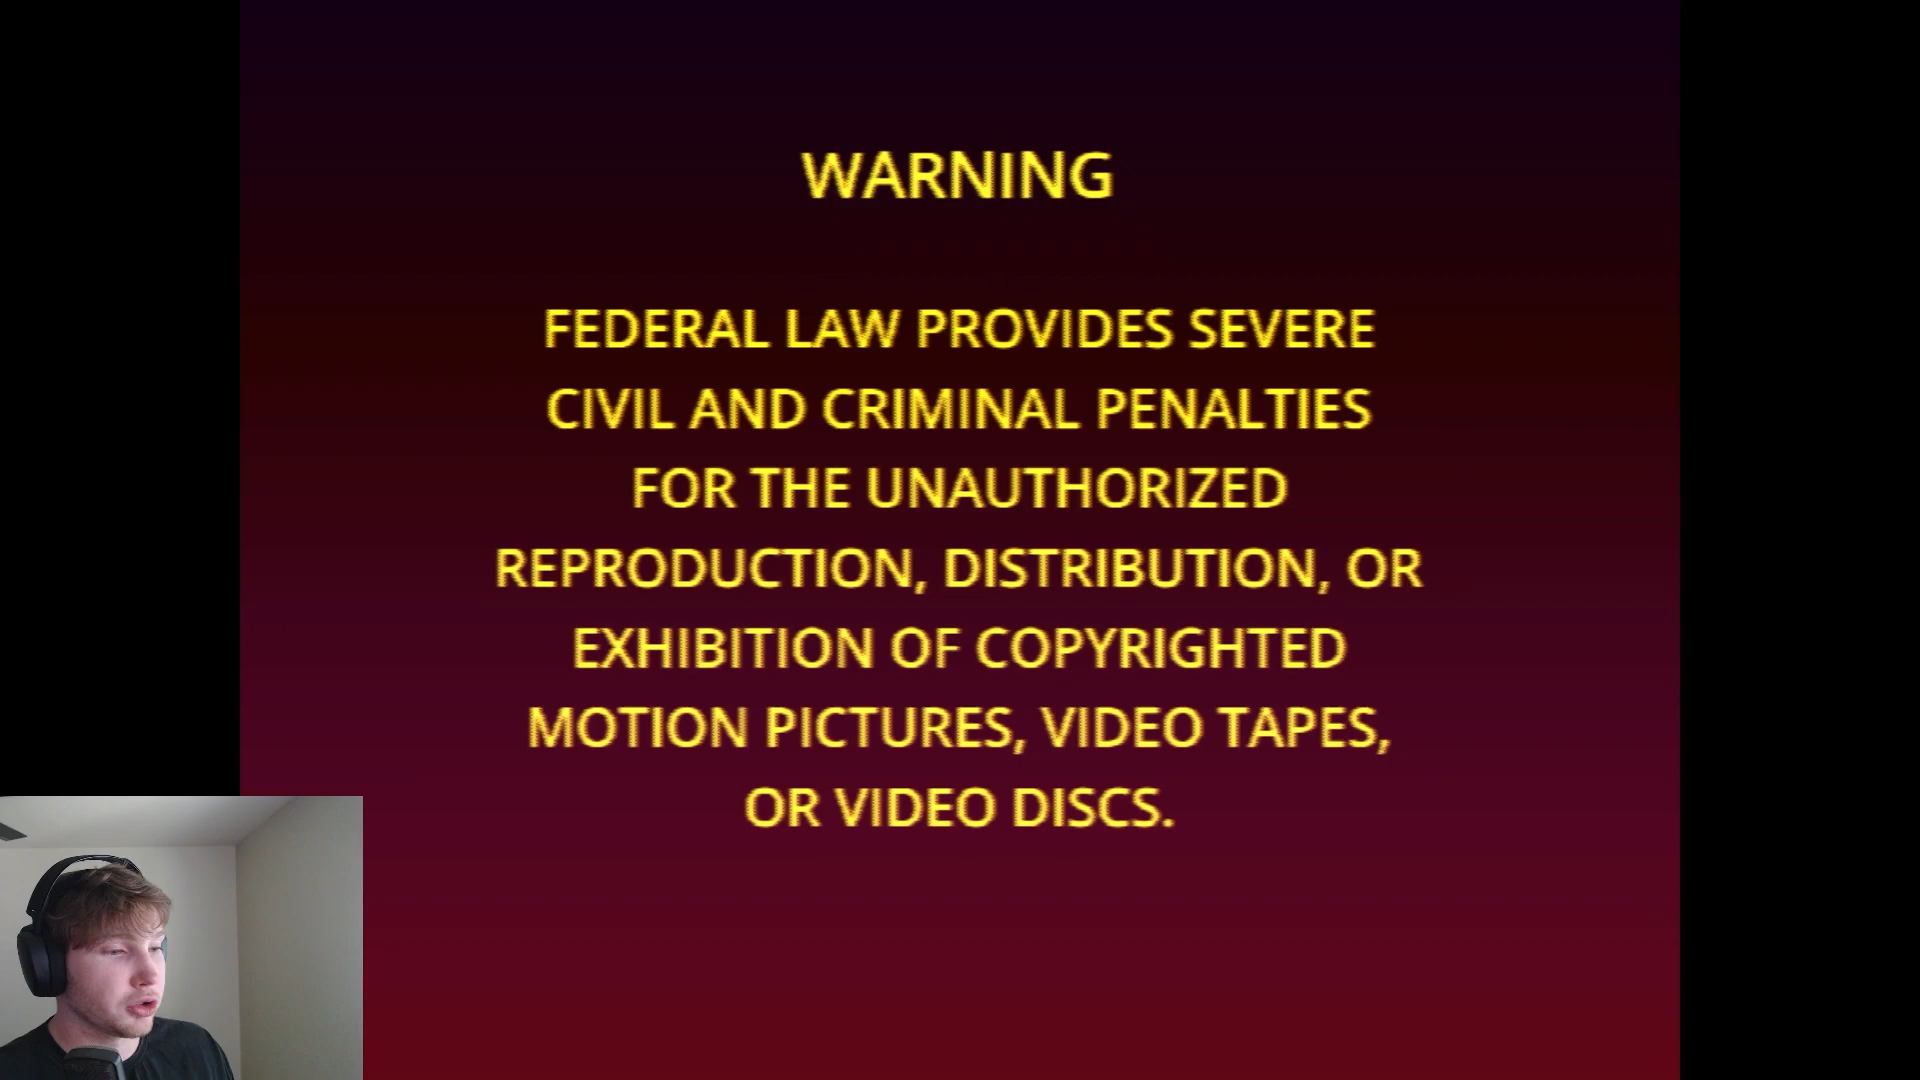 WARNING
FEDERAL LAW PROVIDES SEVERE
CIVIL AND CRIMINAL PENALTIES
FOR THE UNAUTHORIZED
REPRODUCTION, DISTRIBUTION, OR
EXHIBITION OF COPYRIGHTED
MOTION PICTURES, VIDEO TAPES,
OR VIDEO DISCS.